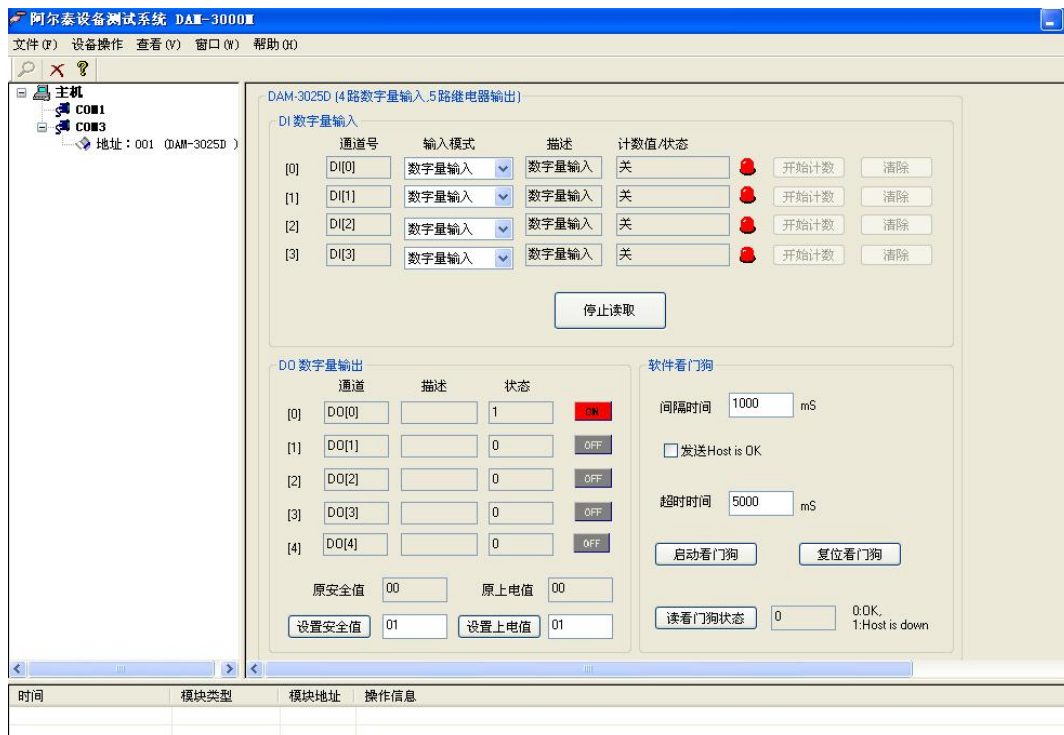 阿尔泰设备测试系统 DAM-3000M
文件(F) 设备操作 查看(V) 窗口(W) 帮助(H)
主机
COM1
COM3
地址：001 (DAM-3025D )
DAM-3025D (4路数字量输入,5路继电器输出)
DI 数字量输入
通道号 输入模式 描述 计数值/状态
[0] DI[0] 数字量输入 数字量输入 关 开始计数 清除
[1] DI[1] 数字量输入 数字量输入 关 开始计数 清除
[2] DI[2] 数字量输入 数字量输入 关 开始计数 清除
[3] DI[3] 数字量输入 数字量输入 关 开始计数 清除
停止读取
DO 数字量输出
通道 描述 状态
[0] DO[0] 1 ON
[1] DO[1] 0 OFF
[2] DO[2] 0 OFF
[3] DO[3] 0 OFF
[4] DO[4] 0 OFF
原安全值 00 原上电值 00
设置安全值 01 设置上电值 01
软件看门狗
间隔时间 1000 mS
发送Host is OK
超时时间 5000 mS
启动看门狗 复位看门狗
读看门狗状态 0 0:OK,
1:Host is down
时间 模块类型 模块地址 操作信息